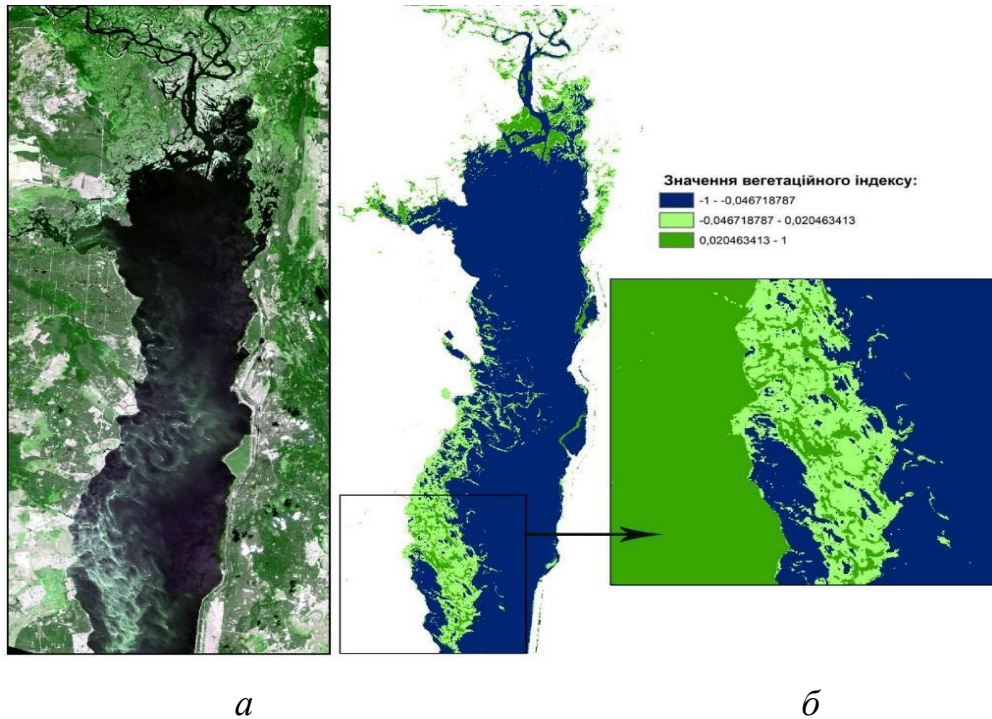 Значення вегетаційного індексу:
-1 - -0,046718787
-0,046718787 - 0,020463413
0,020463413 - 1
а
б